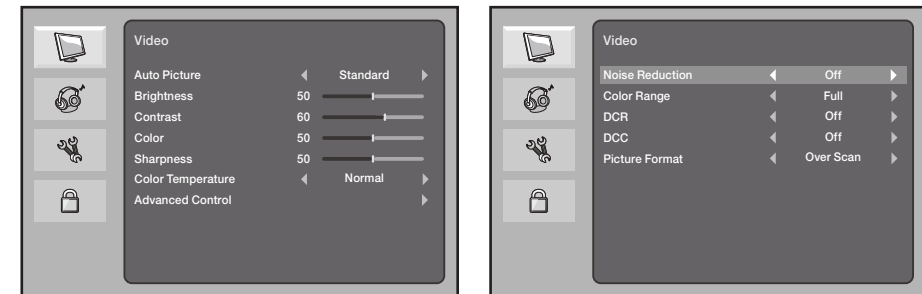 Video
Auto Picture Standard
Brightness 50
Contrast 60
Color 50
Sharpness 50
Color Temperature Normal
Advanced Control
Video
Noise Reduction Off
Color Range Full
DCR Off
DCC Off
Picture Format Over Scan